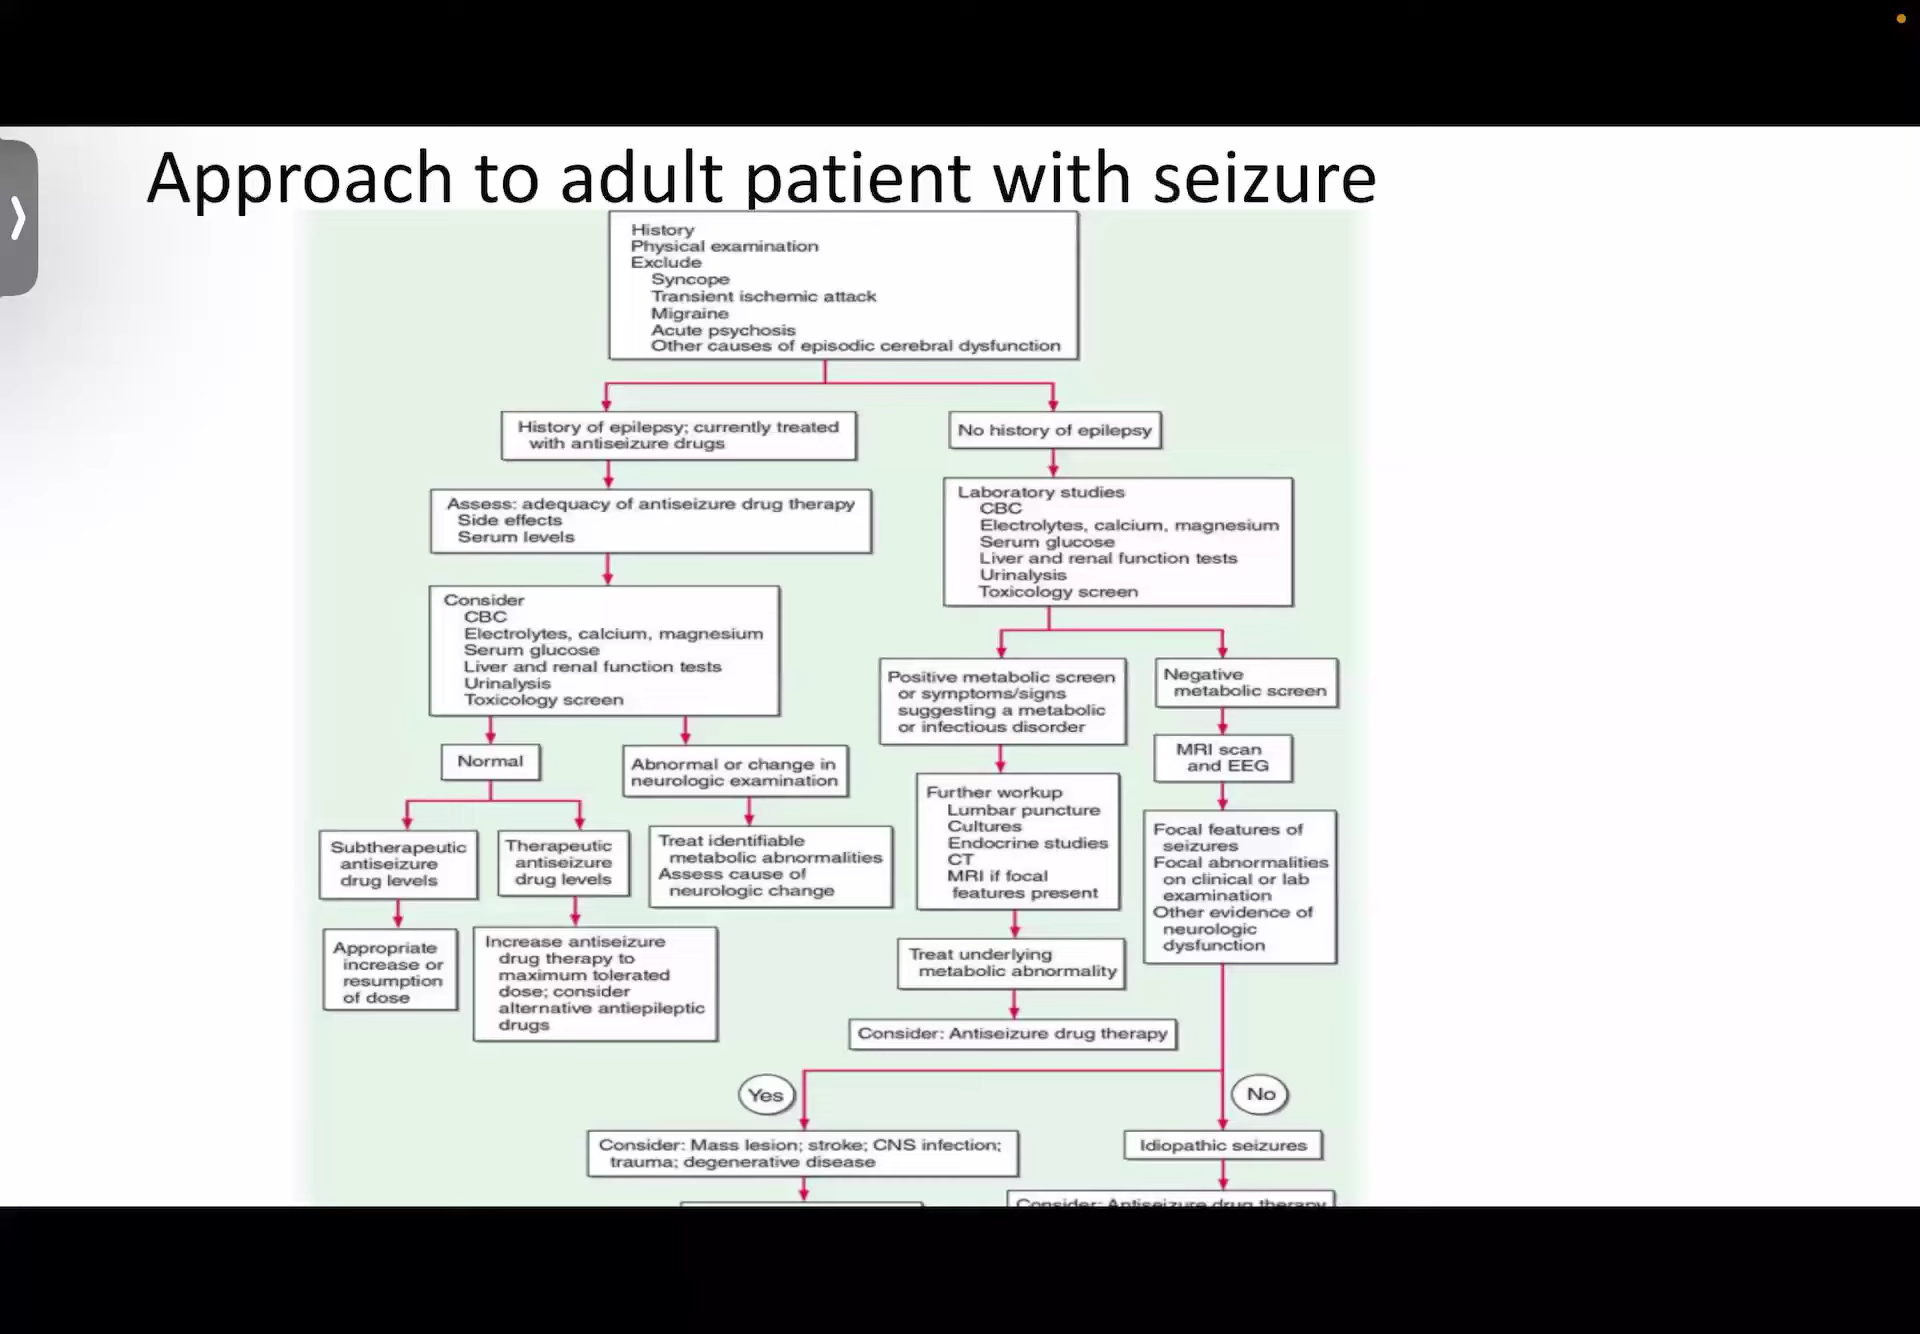 Approach to adult patient with seizure
History
Physical examination
Exclude
Syncope
Transient ischemic attack
Migraine
Acute psychosis
Other causes of episodic cerebral dysfunction
History of epilepsy; currently treated
with antiseizure drugs
No history of epilepsy
Assess: adequacy of antiseizure drug therapy
Side effects
Serum levels
Laboratory studies
CBC
Electrolytes, calcium, magnesium
Serum glucose
Liver and renal function tests
Urinalysis
Toxicology screen
Consider
CBC
Electrolytes, calcium, magnesium
Serum glucose
Liver and renal function tests
Urinalysis
Toxicology screen
Positive metabolic screen
or symptoms/signs
suggesting a metabolic
or infectious disorder
Negative
metabolic screen
Normal
Abnormal or change in
neurologic examination
MRI scan
and EEG
Further workup
Lumbar puncture
Cultures
Endocrine studies
CT
MRI if focal
features present
Focal features of
seizures
Focal abnormalities
on clinical or lab
examination
Other evidence of
neurologic
dysfunction
Subtherapeutic
antiseizure
drug levels
Therapeutic
antiseizure
drug levels
Treat identifiable
metabolic abnormalities
Assess cause of
neurologic change
Appropriate
increase or
resumption
of dose
Increase antiseizure
drug therapy to
maximum tolerated
dose; consider
alternative antiepileptic
drugs
Treat underlying
metabolic abnormality
Consider: Antiseizure drug therapy
Yes
No
Consider: Mass lesion; stroke; CNS infection;
trauma; degenerative disease
Idiopathic seizures
Consider: Antiseizure drug therapy